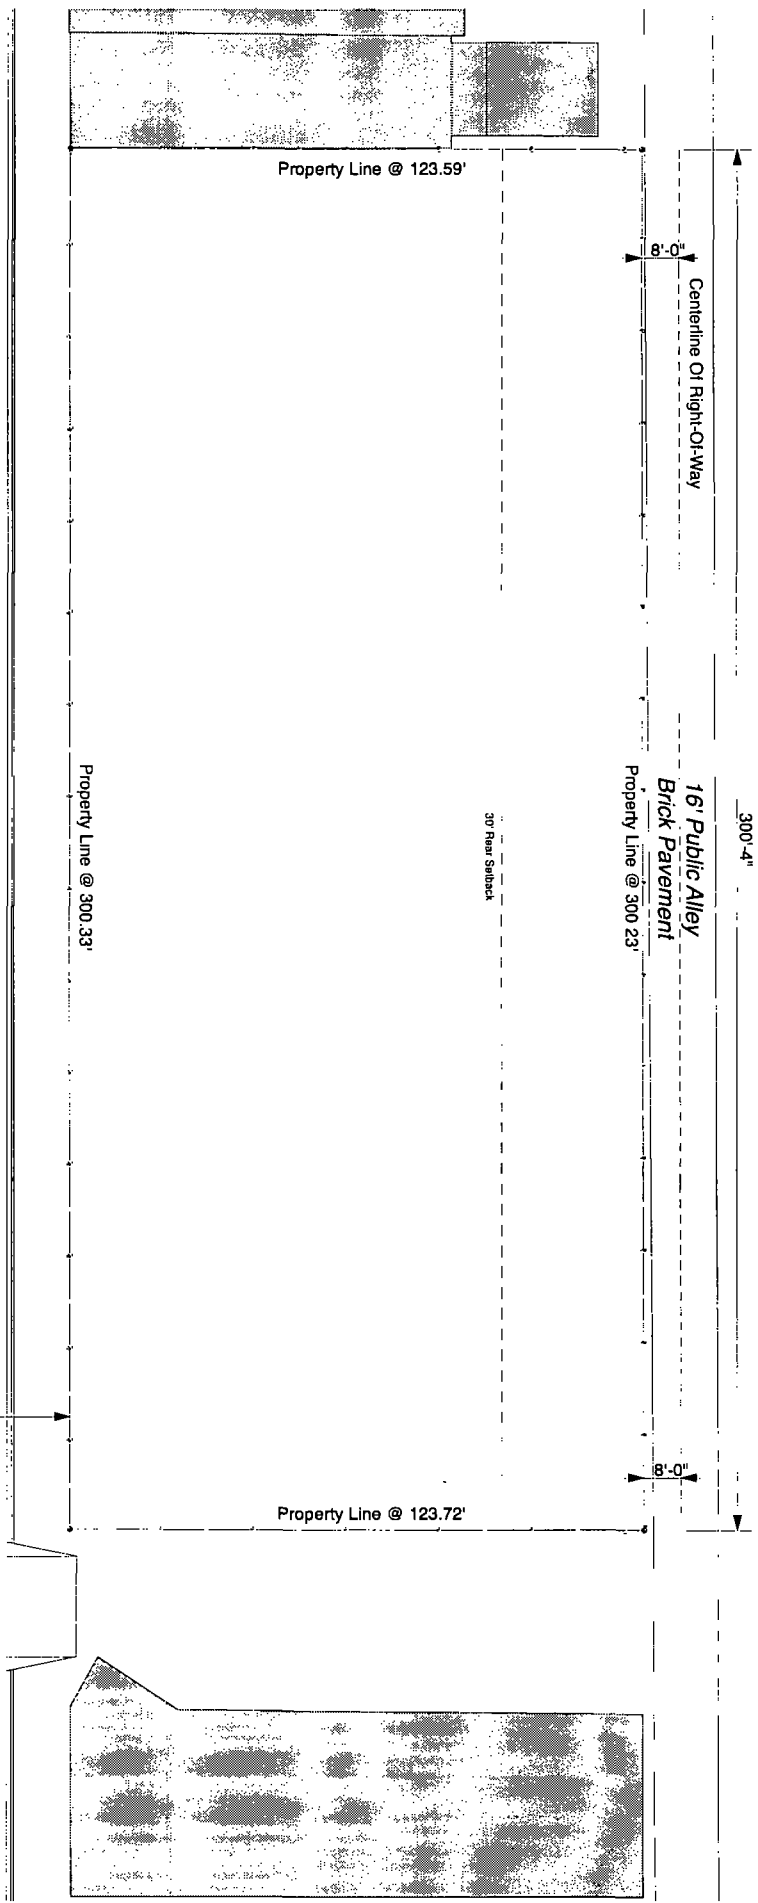 Property Line @ 123.59'
8'-0"
Centerline Of Right-Of-Way
300'-4"
16' Public Alley
Brick Pavement
Property Line @ 300 23'
30' Rear Setback
Property Line @ 300.33'
8'-0"
Property Line @ 123.72'